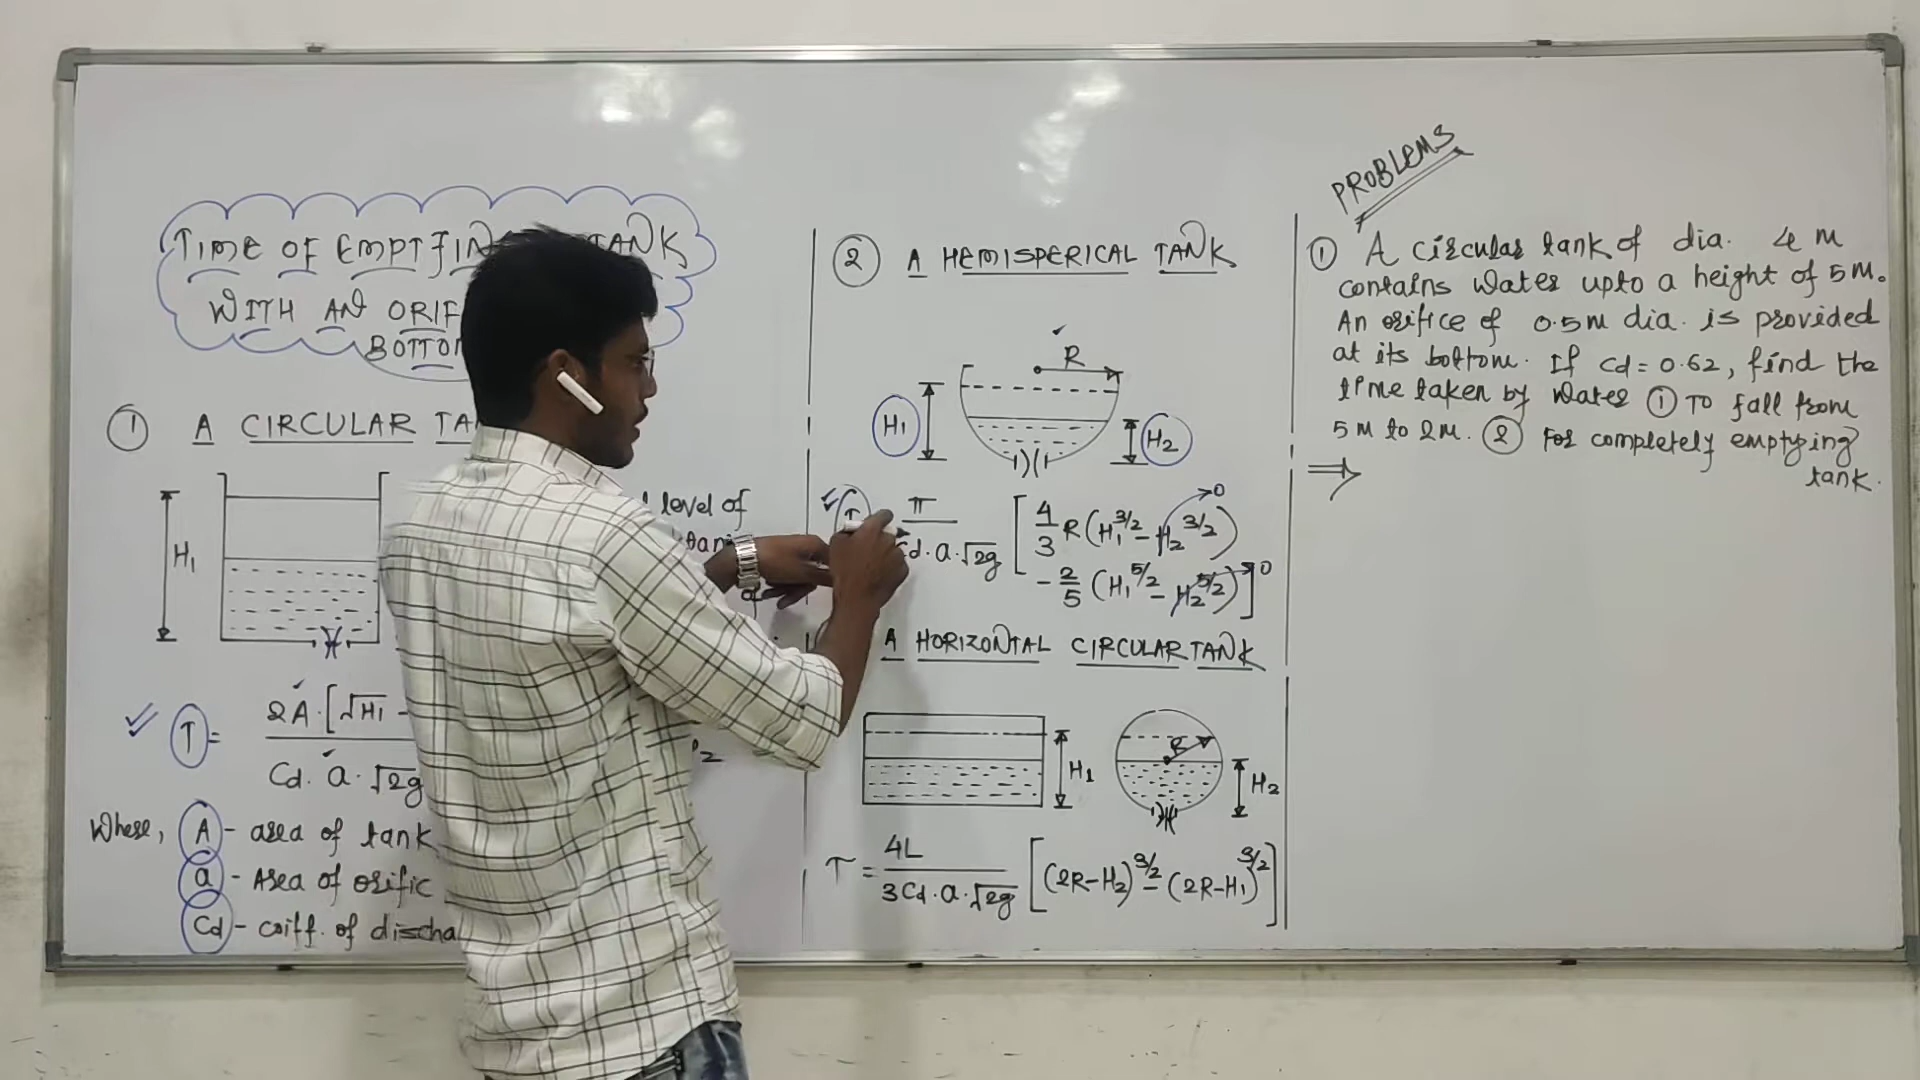 TIME OF EMPTYING TANK
WITH AN ORIF
BOTTOM
① A CIRCULAR TA
H₁
level of
T = 2A·[√H₁ -
Cd. a. √2g
Where, A - area of tank
a - Area of orific
Cd - coiff. of discha
② A HEMISPERICAL TANK
R
H₁
H₂
T π [4/3 R(H₁^3/2 - H₂^3/2) → 0
Cd. a. √2g
- 2/5 (H₁^5/2 - H₂^5/2)] → 0
A HORIZONTAL CIRCULAR TANK
R
H₁
H₂
T = 4L / 3Cd. a. √2g [(2R-H₂)^3/2 - (2R-H₁)^3/2]
PROBLEMS
① A circular tank of dia. 4 m
contains water upto a height of 5m.
An orifice of 0.5m dia. is provided
at its bottom. If Cd = 0.62, find the
time taken by water ① To fall from
5m to 2m. ② For completely emptying
tank.
⇒